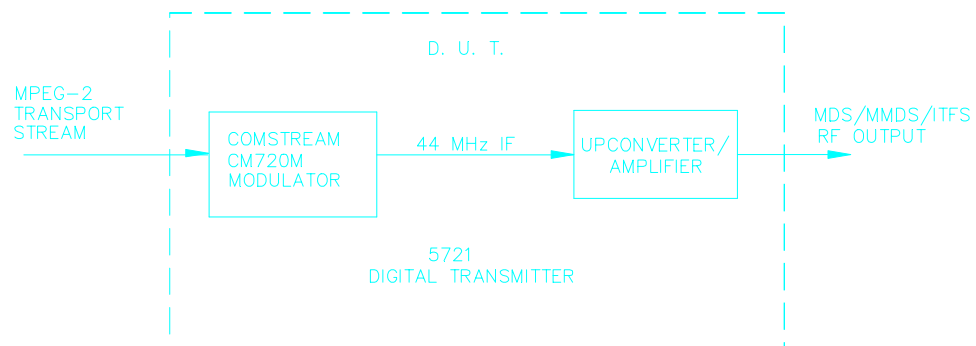 D. U. T.
MPEG-2
TRANSPORT
STREAM
COMSTREAM
CM720M
MODULATOR
44 MHz IF
UPCONVERTER/
AMPLIFIER
MDS/MMDS/ITFS
RF OUTPUT
5721
DIGITAL TRANSMITTER